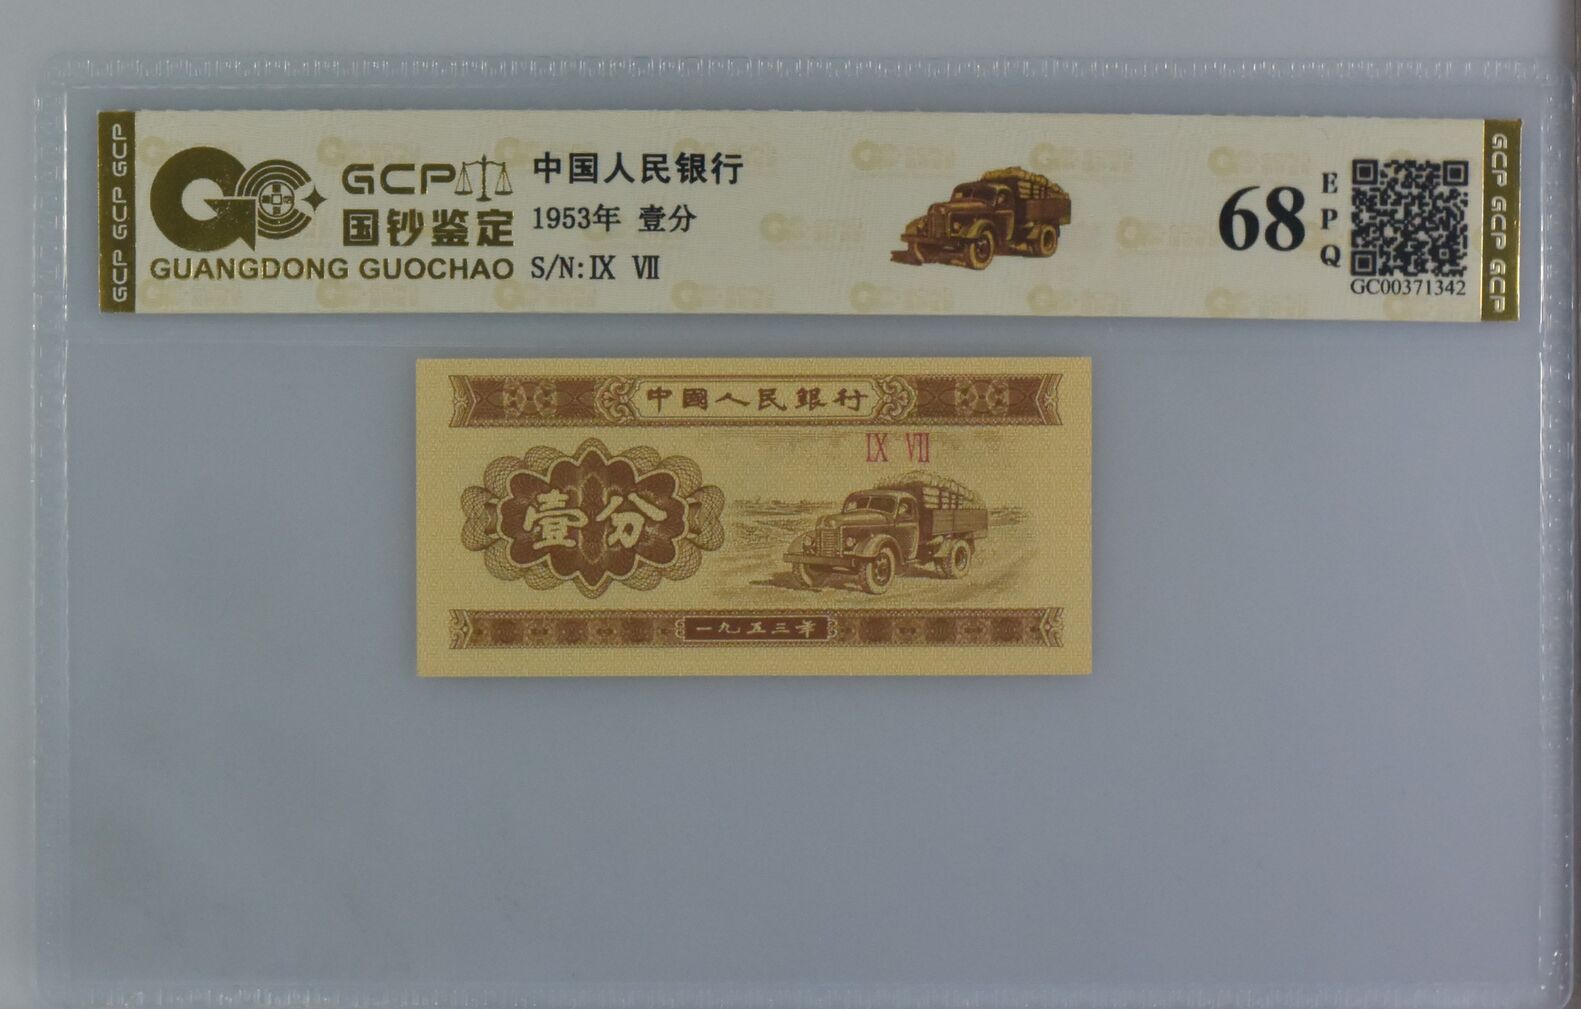 GCP GCP GCP
GCP
国钞鉴定
GUANGDONG GUOCHAO
中国人民银行
1953年 壹分
S/N:Ⅸ Ⅶ
68
EPQ
GC00371342
GCP GCP GCP
中國人民銀行
Ⅸ Ⅶ
壹分
一九五三年